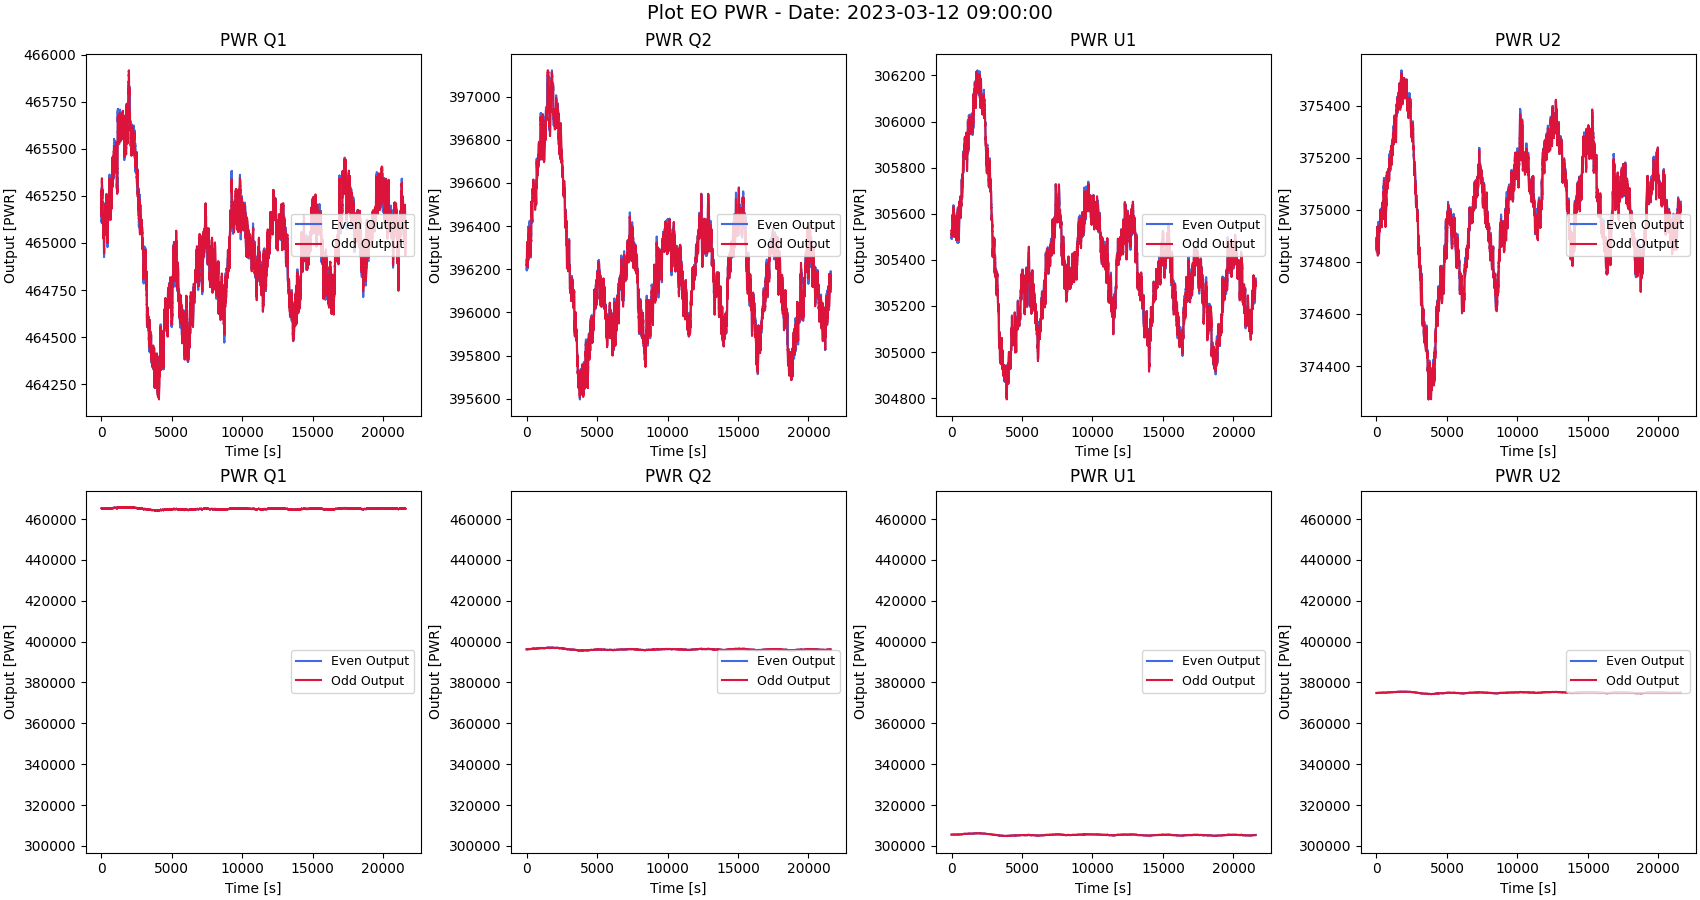 Plot EO PWR - Date: 2023-03-12 09:00:00
PWR Q1
Output [PWR]
466000
465750
465500
465250
465000
464750
464500
464250
0 5000 10000 15000 20000
Time [s]
Even Output
Odd Output
PWR Q2
Output [PWR]
397000
396800
396600
396400
396200
396000
395800
395600
0 5000 10000 15000 20000
Time [s]
Even Output
Odd Output
PWR U1
Output [PWR]
306200
306000
305800
305600
305400
305200
305000
304800
0 5000 10000 15000 20000
Time [s]
Even Output
Odd Output
PWR U2
Output [PWR]
375400
375200
375000
374800
374600
374400
0 5000 10000 15000 20000
Time [s]
Even Output
Odd Output
PWR Q1
Output [PWR]
460000
440000
420000
400000
380000
360000
340000
320000
300000
0 5000 10000 15000 20000
Time [s]
Even Output
Odd Output
PWR Q2
Output [PWR]
460000
440000
420000
400000
380000
360000
340000
320000
300000
0 5000 10000 15000 20000
Time [s]
Even Output
Odd Output
PWR U1
Output [PWR]
460000
440000
420000
400000
380000
360000
340000
320000
300000
0 5000 10000 15000 20000
Time [s]
Even Output
Odd Output
PWR U2
Output [PWR]
460000
440000
420000
400000
380000
360000
340000
320000
300000
0 5000 10000 15000 20000
Time [s]
Even Output
Odd Output